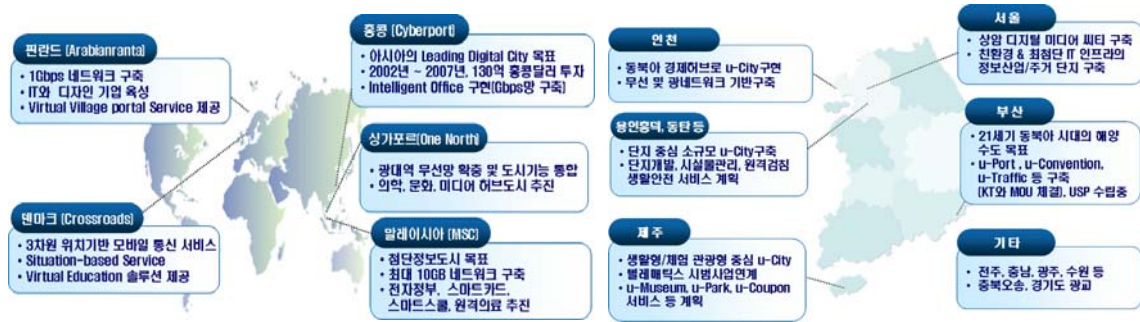 핀란드 (Arabianranta)
• 1Gbps 네트워크 구축
• IT와 디자인 기업 육성
• Virtual Village portal Service 제공
덴마크 (Crossroads)
• 3차원 위치기반 모바일 통신 서비스
• Situation-based Service
• Virtual Education 솔루션 제공
홍콩 (Cyberport)
• 아시아의 Leading Digital City 목표
• 2002년 ~ 2007년, 130억 홍콩달러 투자
• Intelligent Office 구현(Gbps망 구축)
싱가포르(One North)
• 광대역 무선망 확충 및 도시기능 통합
• 의학, 문화, 미디어 허브도시 추진
말레이시아 (MSC)
• 첨단정보도시 목표
• 최대 10GB 네트워크 구축
• 전자정부, 스마트카드,
스마트스쿨, 원격의료 추진
인천
• 동북아 경제허브로 u-City구현
• 무선 및 광네트워크 기반구축
용인흥덕, 동탄 등
• 단지 중심 소규모 u-City구축
• 단지개발, 시설물관리, 원격검침
생활안전 서비스 계획
제주
• 생활형/체험 관광형 중심 u-City
• 텔레매틱스 시범사업연계
• u-Museum, u-Park, u-Coupon
서비스 등 계획
서울
• 상암 디지털 미디어 씨티 구축
• 친환경 & 최첨단 IT 인프라의
정보산업/주거 단지 구축
부산
• 21세기 동북아 시대의 해양
수도 목표
• u-Port , u-Convention,
u-Traffic 등 구축
(KT와 MOU 체결), USP 수립중
기타
• 전주, 충남, 광주, 수원 등
• 충북오송, 경기도 광교